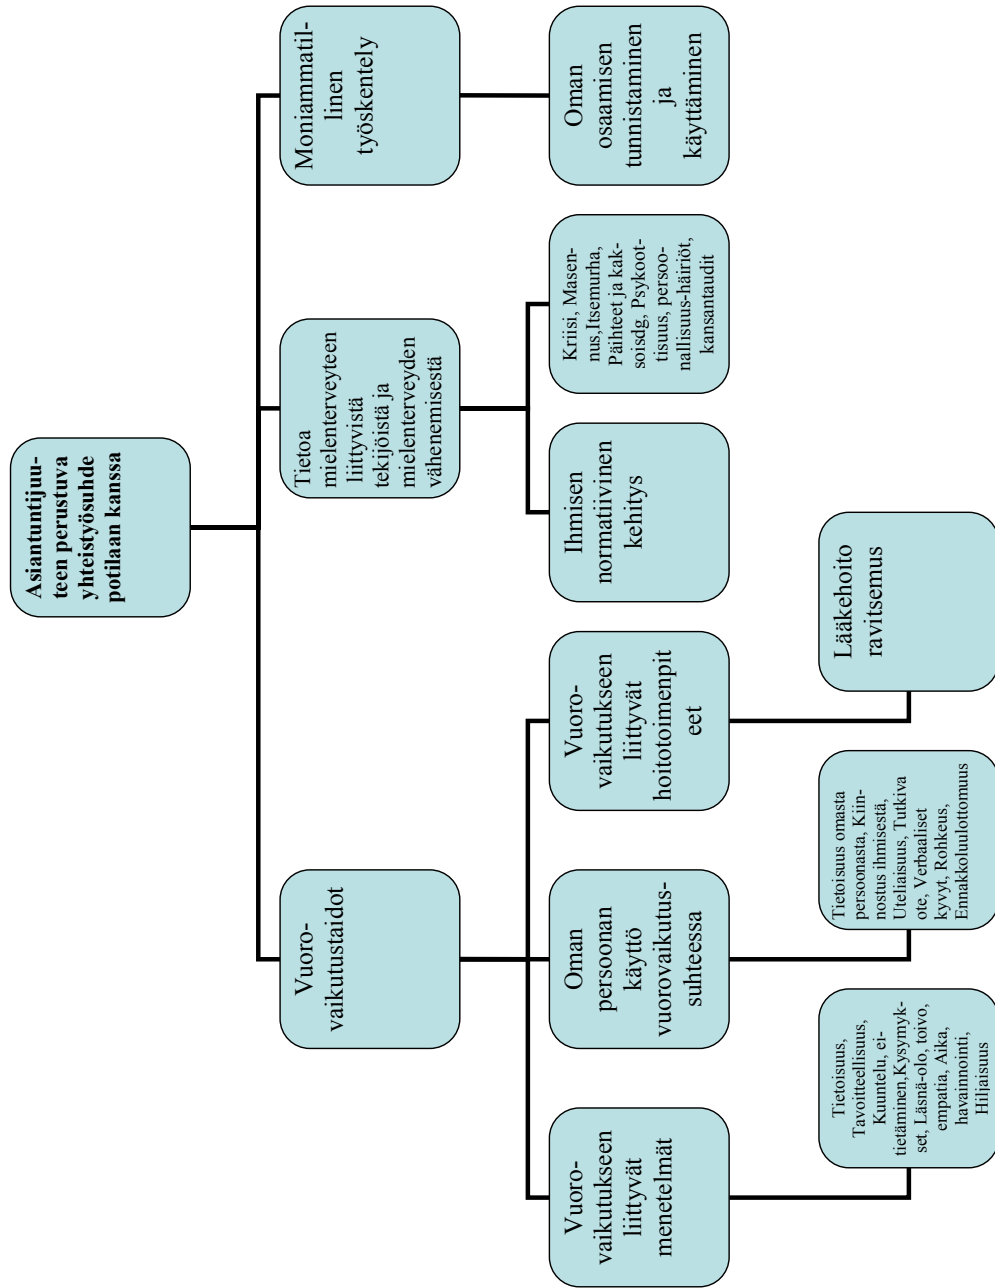 Asiantuntijuu-
teen perustuva
yhteistyösuhde
potilaan kanssa
Vuoro-
vaikutustaidot
Tietoa
mielenterveyteen
liittyvistä
tekijöistä ja
mielenterveyden
vähenemisestä
Moniammatil-
linen
työskentely
Vuoro-
vaikutukseen
liittyvät
menetelmät
Oman
persoonan
käyttö
vuorovaikutus-
suhteessa
Vuoro-
vaikutukseen
liittyvät
hoitotoimenpit
eet
Ihmisen
normatiivinen
kehitys
Kriisi, Masen-
nus,Itsemurha,
Päihteet ja kak-
soisdg, Psykoot-
tisuus, persoo-
nallisuus-häiriöt,
kansantaudit
Oman
osaamisen
tunnistaminen
ja
käyttäminen
Tietoisuus,
Tavoitteellisuus,
Kuuntelu, ei-
tietäminen,Kysymyk-
set, Läsnä-olo, toivo,
empatia, Aika,
havainnointi,
Hiljaisuus
Tietoisuus omasta
persoonasta, Kiin-
nostus ihmisestä,
Uteliaisuus, Tutkiva
ote, Verbaaliset
kyvyt, Rohkeus,
Ennakkoluulottomuus
Lääkehoito
ravitsemus